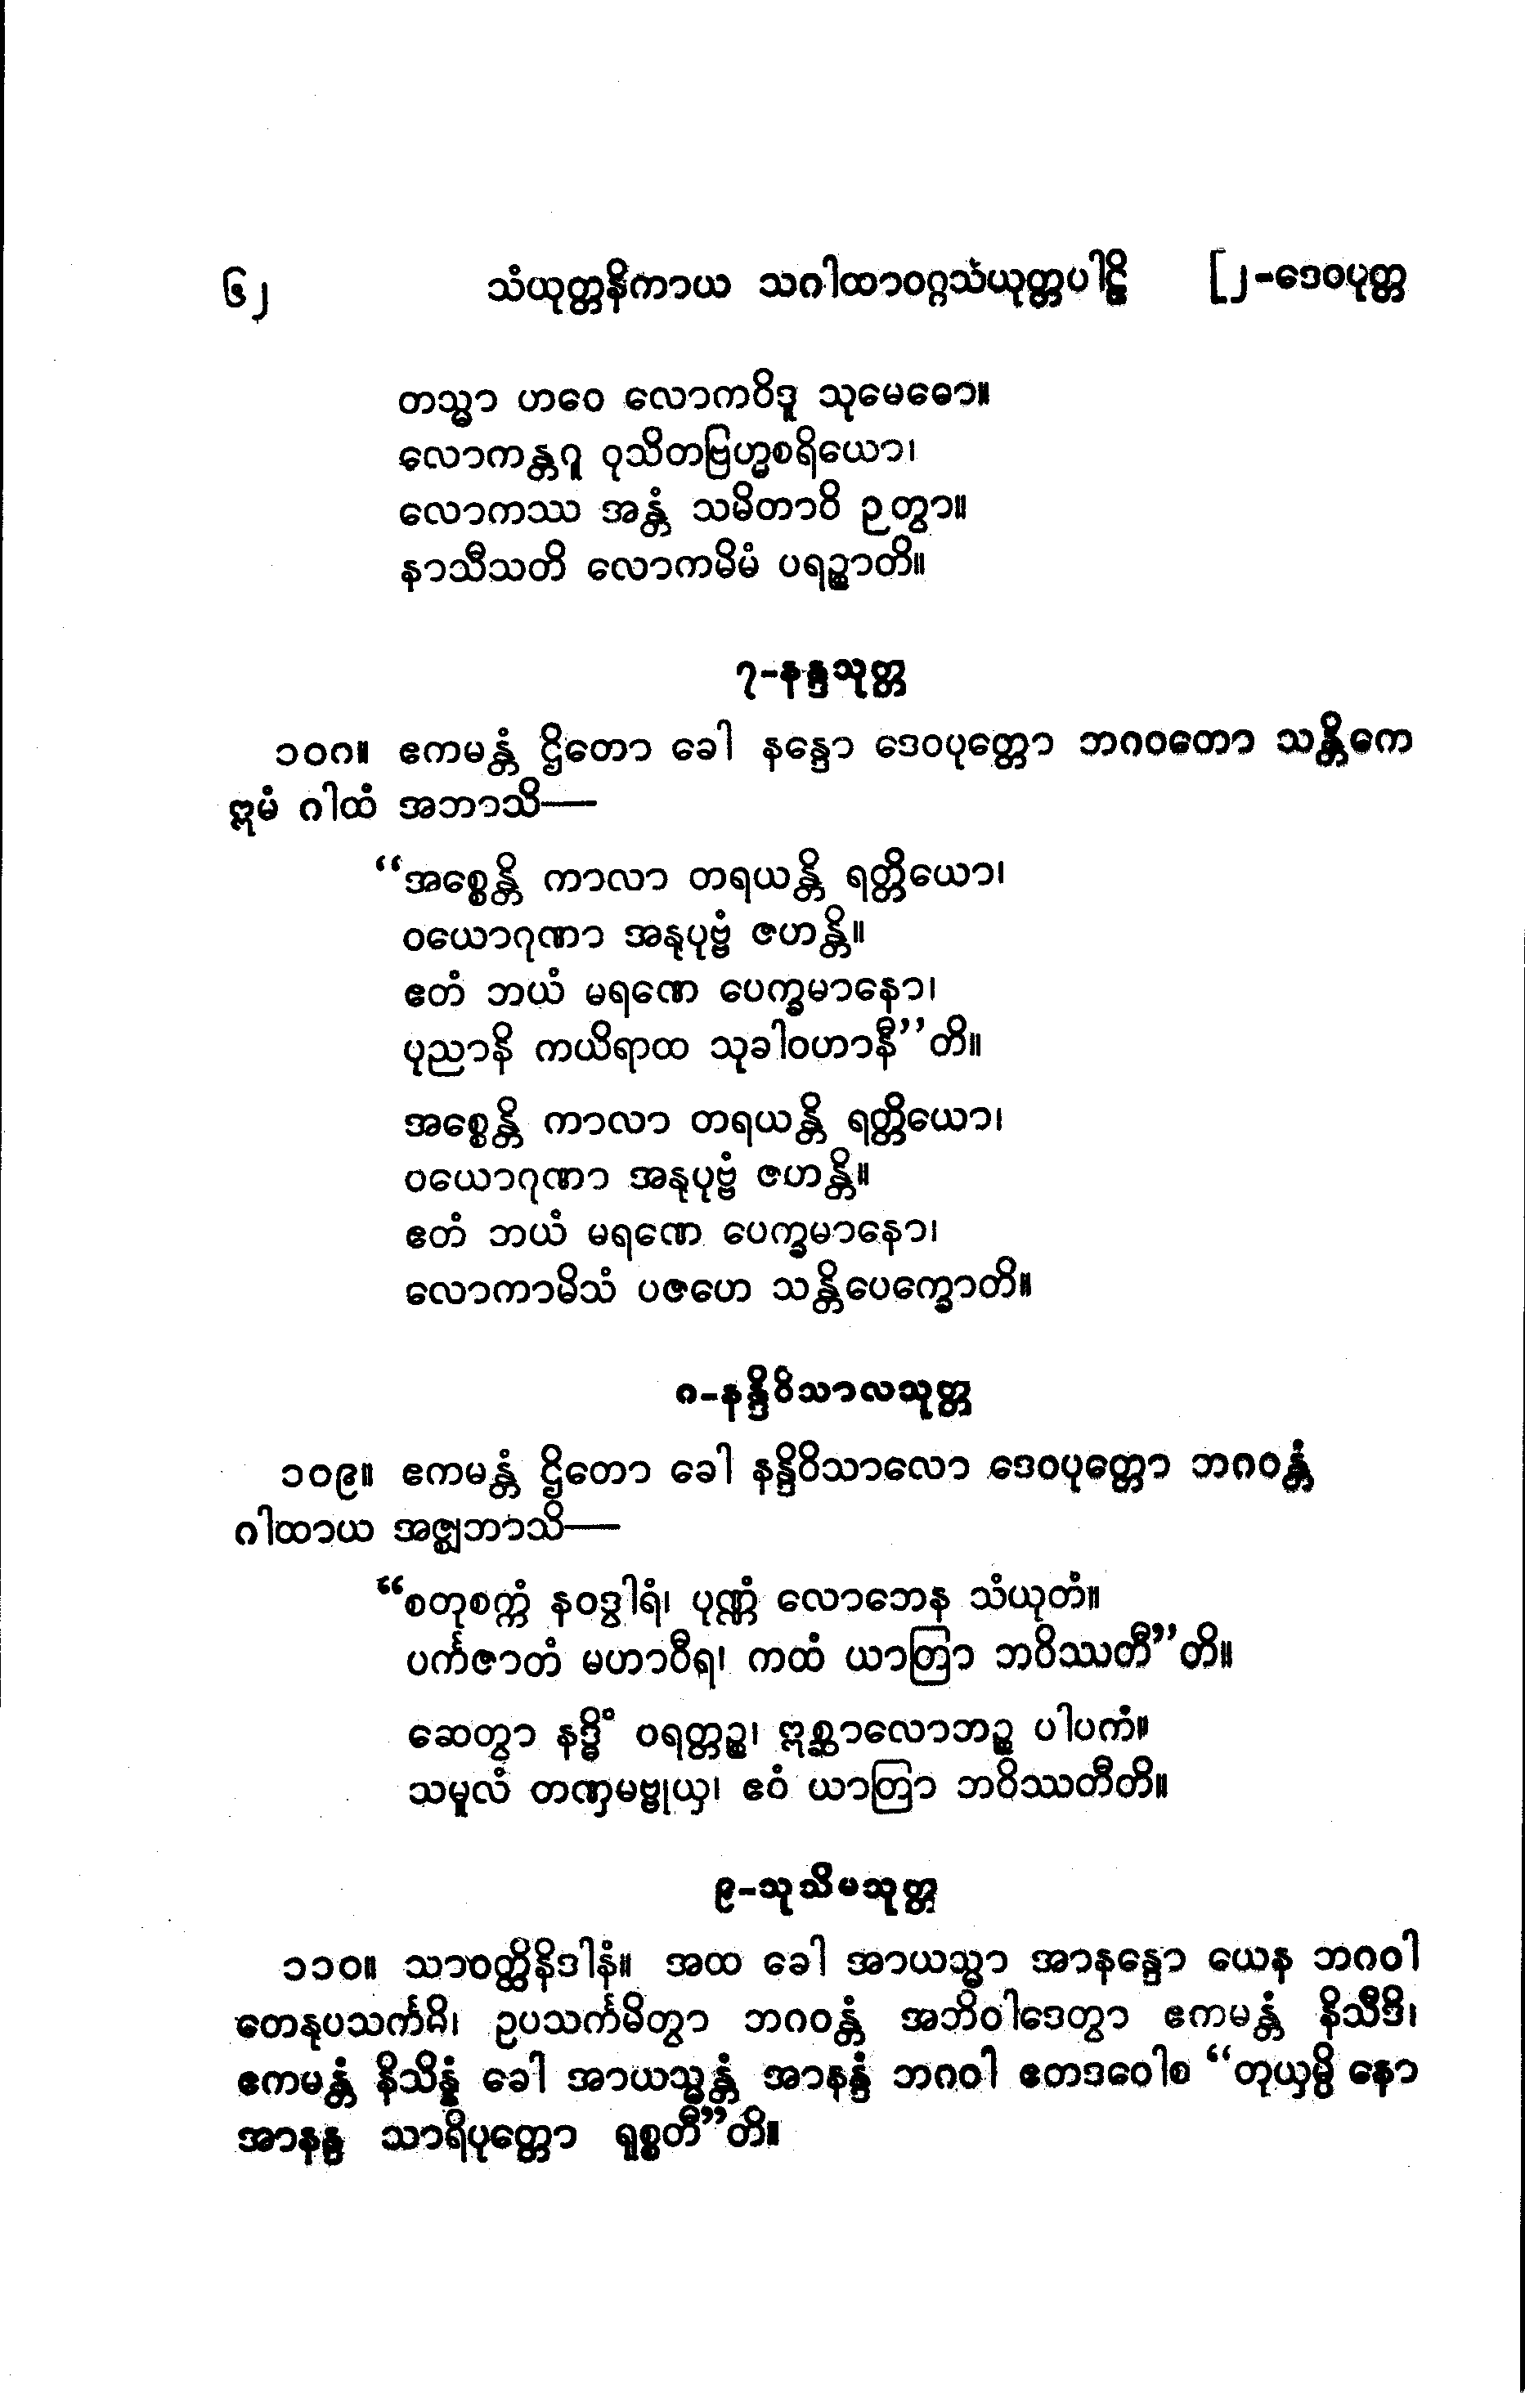 ၆၂ သံယုတ္တနိကာယ သဂါထာဝဂ္ဂသံယုတ္တပါဠိ [၂-ဒေဝပုတ္တ
တသ္မာ ဟဝေ လောကဝိဒူ သုမေဓော။
လောကန္တဂူ ဝုသိတဗြဟ္မစရိယော၊
လောကဿ အန္တံ သမိတာဝိ ဉတွာ။
နာသီသတိ လောကမိမံ ပရဉ္စာတိ။
၇-နန္ဒသုတ္တ
၁၀၈။ ဧကမန္တံ ဌိတော ခေါ နန္ဒော ဒေဝပုတ္တော ဘဂဝတော သန္တိကေ
ဣမံ ဂါထံ အဘာသိ—
“အစ္စေန္တိ ကာလာ တရယန္တိ ရတ္တိယော၊
ဝယောဂုဏာ အနုပုဗ္ဗံ ဇဟန္တိ။
ဧတံ ဘယံ မရဏေ ပေက္ခမာနော၊
ပုညာနိ ကယိရာထ သုခါဝဟာနီ”တိ။
အစ္စေန္တိ ကာလာ တရယန္တိ ရတ္တိယော၊
ဝယောဂုဏာ အနုပုဗ္ဗံ ဇဟန္တိ။
ဧတံ ဘယံ မရဏေ ပေက္ခမာနော၊
လောကာမိသံ ပဇဟေ သန္တိပေက္ခောတိ။
၈-နန္ဒိဝိသာလသုတ္တ
၁၀၉။ ဧကမန္တံ ဌိတော ခေါ နန္ဒိဝိသာလော ဒေဝပုတ္တော ဘဂဝန္တံ
ဂါထာယ အဇ္ဈဘာသိ—
“စတုစက္ကံ နဝဒွါရံ၊ ပုဏ္ဏံ လောဘေန သံယုတံ။
ပင်္ကဇာတံ မဟာဝီရ၊ ကထံ ယာတြာ ဘဝိဿတီ”တိ။
ဆေတွာ နဒ္ဓိံ ဝရတ္တဉ္စ၊ ဣစ္ဆာလောဘဉ္စ ပါပကံ။
သမူလံ တဏှမဗ္ဗုယှ၊ ဧဝံ ယာတြာ ဘဝိဿတီတိ။
၉-သုသိမသုတ္တ
၁၁၀။ သာဝတ္ထိနိဒါနံ။ အထ ခေါ အာယသ္မာ အာနန္ဒော ယေန ဘဂဝါ
တေနုပသင်္ကမိ၊ ဥပသင်္ကမိတွာ ဘဂဝန္တံ အဘိဝါဒေတွာ ဧကမန္တံ နိသီဒိ၊
ဧကမန္တံ နိသိန္နံ ခေါ အာယသ္မန္တံ အာနန္ဒံ ဘဂဝါ ဧတဒဝေါစ “တုယှမ္ပိ နော
အာနန္ဒ သာရိပုတ္တော ရုစ္စတီ”တိ။